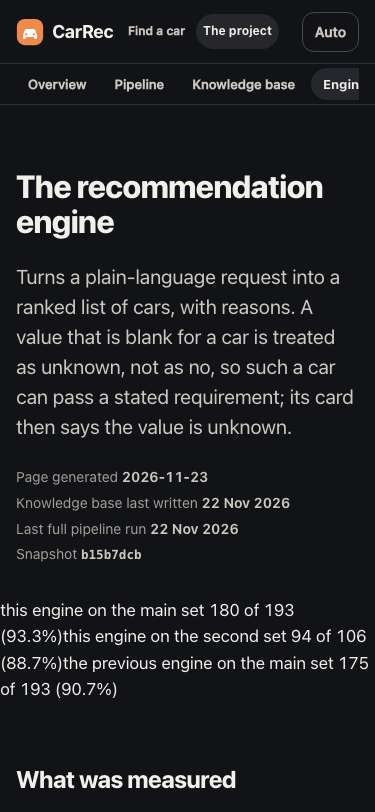 CarRec Find a car The project Auto
Overview Pipeline Knowledge base Engin
The recommendation
engine
Turns a plain-language request into a
ranked list of cars, with reasons. A
value that is blank for a car is treated
as unknown, not as no, so such a car
can pass a stated requirement; its card
then says the value is unknown.
Page generated 2026-11-23
Knowledge base last written 22 Nov 2026
Last full pipeline run 22 Nov 2026
Snapshot b15b7dcb
this engine on the main set 180 of 193
(93.3%)this engine on the second set 94 of 106
(88.7%)the previous engine on the main set 175
of 193 (90.7%)
What was measured